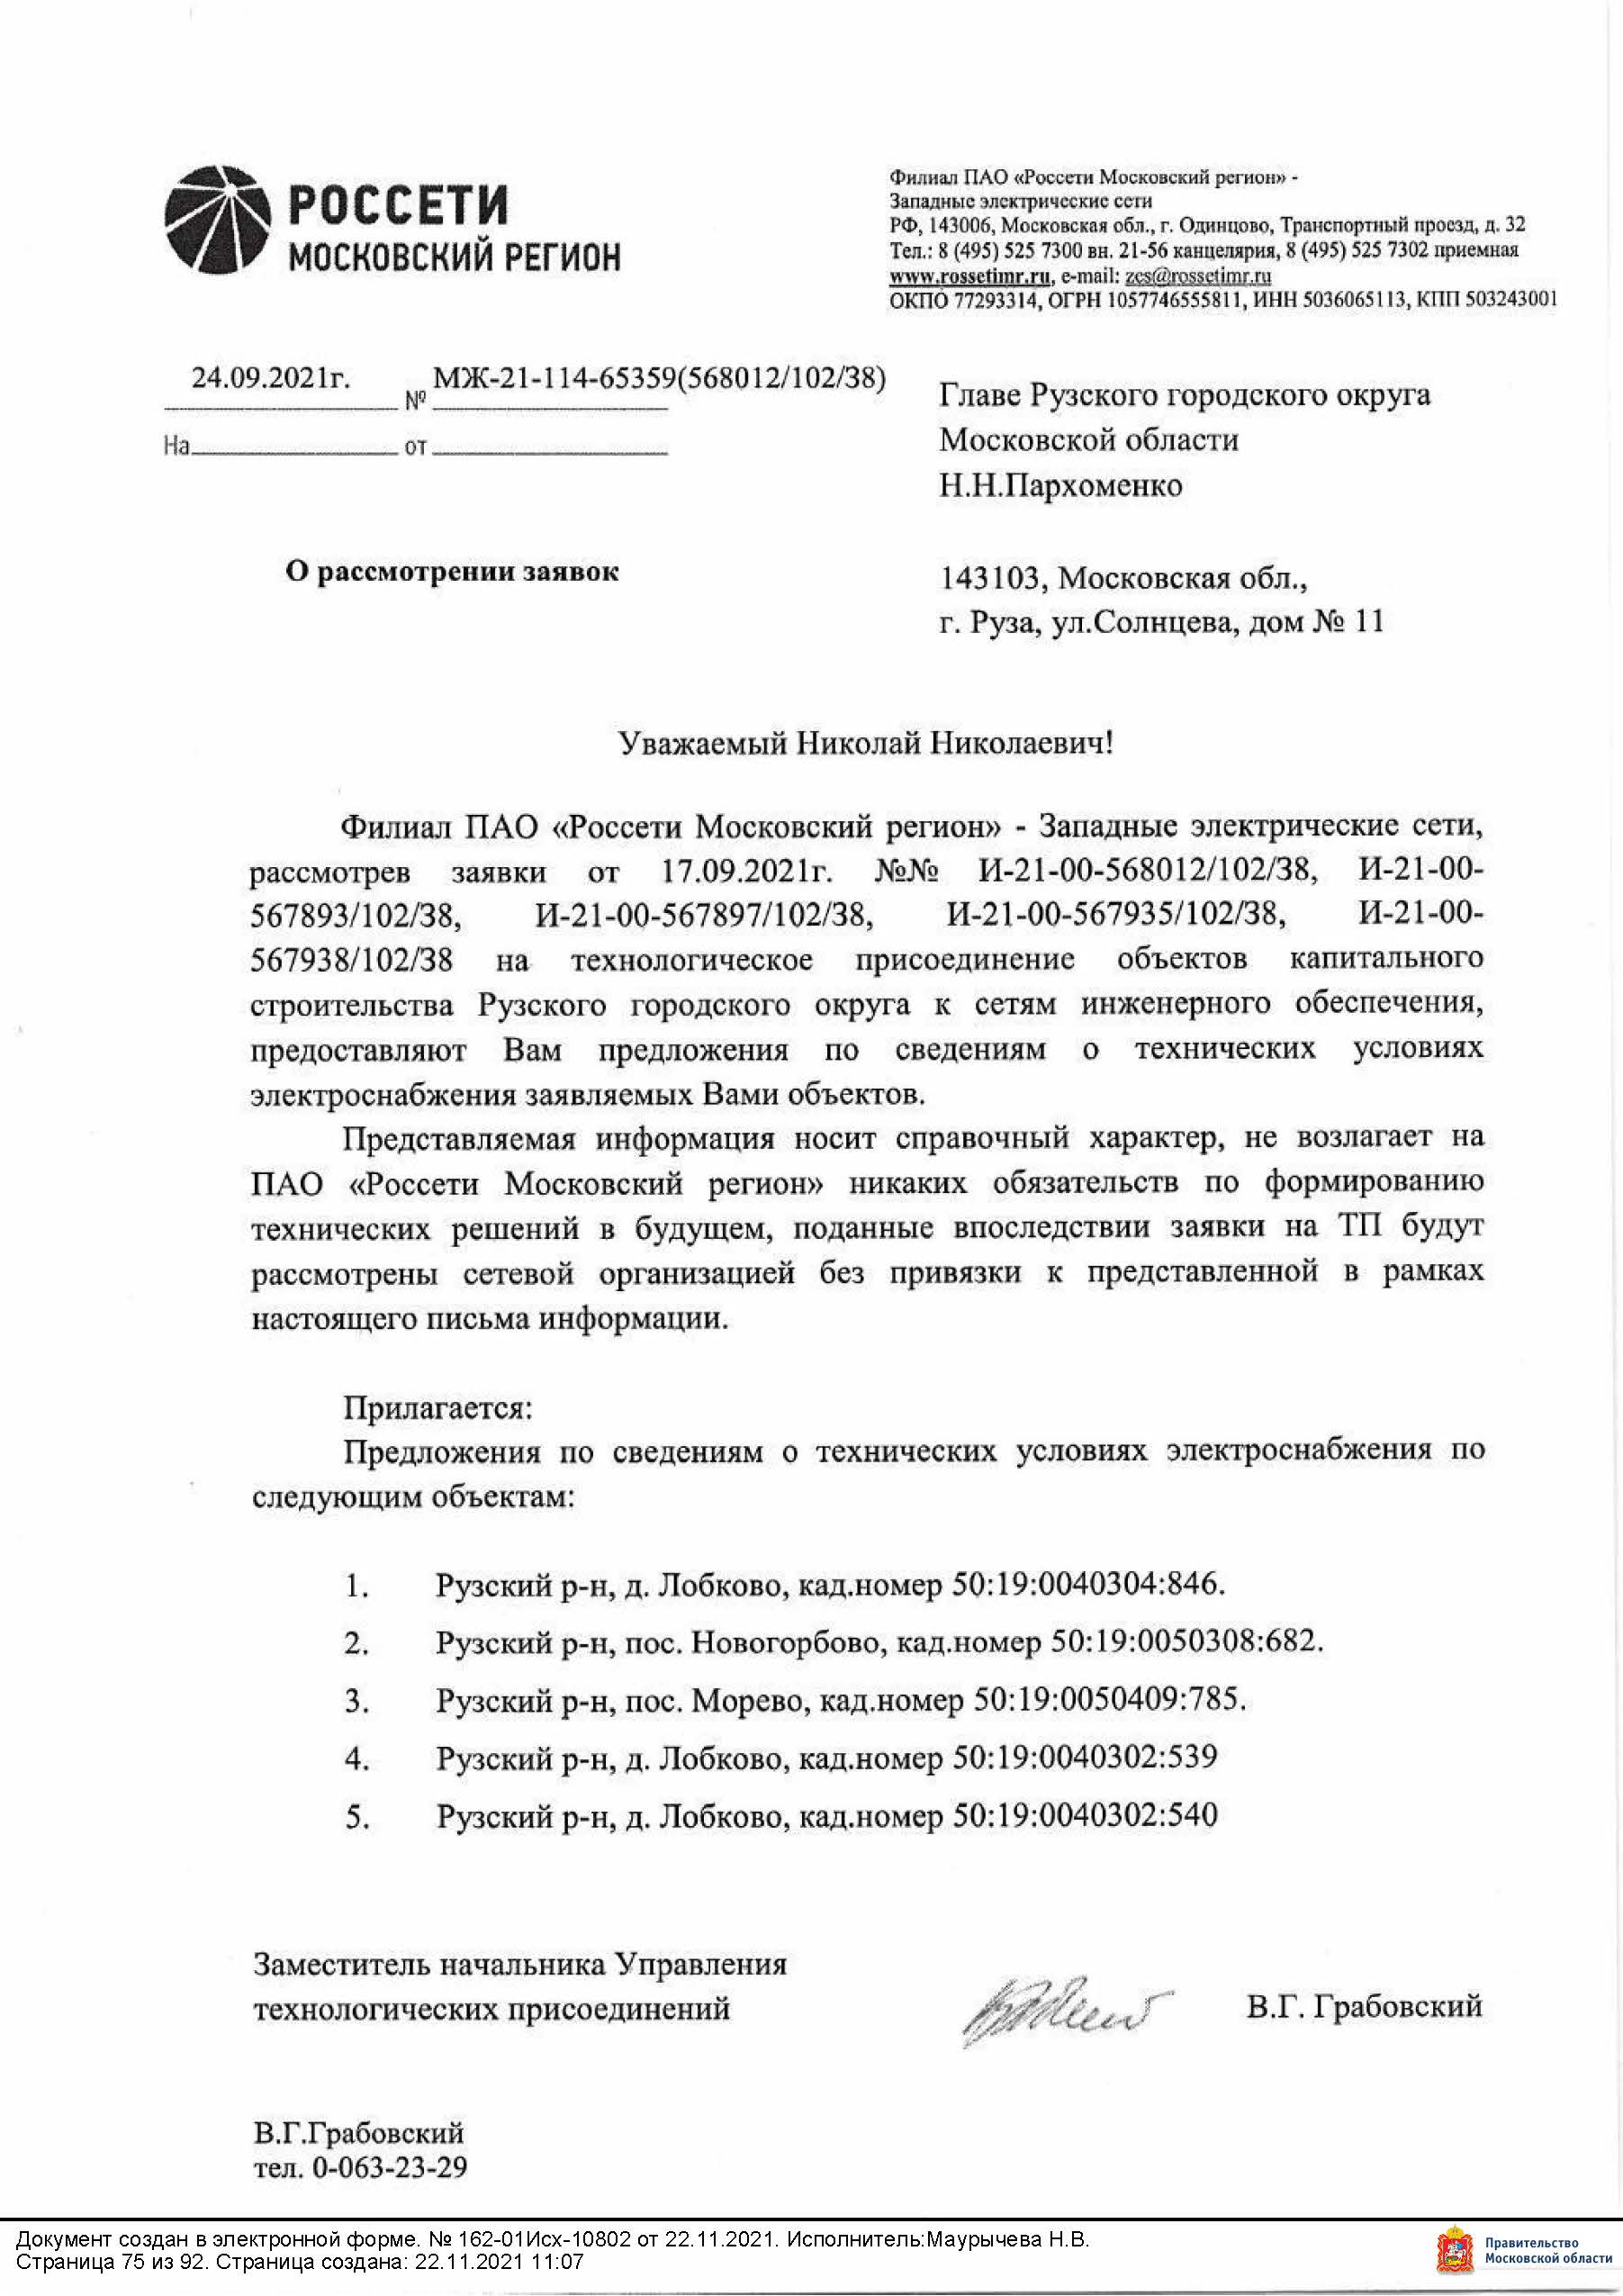 РОССЕТИ
МОСКОВСКИЙ РЕГИОН
Филиал ПАО «Россети Московский регион» -
Западные электрические сети
РФ, 143006, Московская обл., г. Одинцово, Транспортный проезд, д. 32
Тел.: 8 (495) 525 7300 вн. 21-56 канцелярия, 8 (495) 525 7302 приемная
www.rossetimr.ru, e-mail: zes@rossetimr.ru
ОКПО 77293314, ОГРН 1057746555811, ИНН 5036065113, КПП 503243001
24.09.2021г. № МЖ-21-114-65359(568012/102/38)
На от
Главе Рузского городского округа
Московской области
Н.Н.Пархоменко
О рассмотрении заявок
143103, Московская обл.,
г. Руза, ул.Солнцева, дом № 11
Уважаемый Николай Николаевич!
Филиал ПАО «Россети Московский регион» - Западные электрические сети,
рассмотрев заявки от 17.09.2021г. №№ И-21-00-568012/102/38, И-21-00-
567893/102/38, И-21-00-567897/102/38, И-21-00-567935/102/38, И-21-00-
567938/102/38 на технологическое присоединение объектов капитального
строительства Рузского городского округа к сетям инженерного обеспечения,
предоставляют Вам предложения по сведениям о технических условиях
электроснабжения заявляемых Вами объектов.
Представляемая информация носит справочный характер, не возлагает на
ПАО «Россети Московский регион» никаких обязательств по формированию
технических решений в будущем, поданные впоследствии заявки на ТП будут
рассмотрены сетевой организацией без привязки к представленной в рамках
настоящего письма информации.
Прилагается:
Предложения по сведениям о технических условиях электроснабжения по
следующим объектам:
1. Рузский р-н, д. Лобково, кад.номер 50:19:0040304:846.
2. Рузский р-н, пос. Новогорбово, кад.номер 50:19:0050308:682.
3. Рузский р-н, пос. Морево, кад.номер 50:19:0050409:785.
4. Рузский р-н, д. Лобково, кад.номер 50:19:0040302:539
5. Рузский р-н, д. Лобково, кад.номер 50:19:0040302:540
Заместитель начальника Управления
технологических присоединений
В.Г. Грабовский
В.Г.Грабовский
тел. 0-063-23-29
Документ создан в электронной форме. № 162-01Исх-10802 от 22.11.2021. Исполнитель:Маурычева Н.В.
Страница 75 из 92. Страница создана: 22.11.2021 11:07
Правительство
Московской области